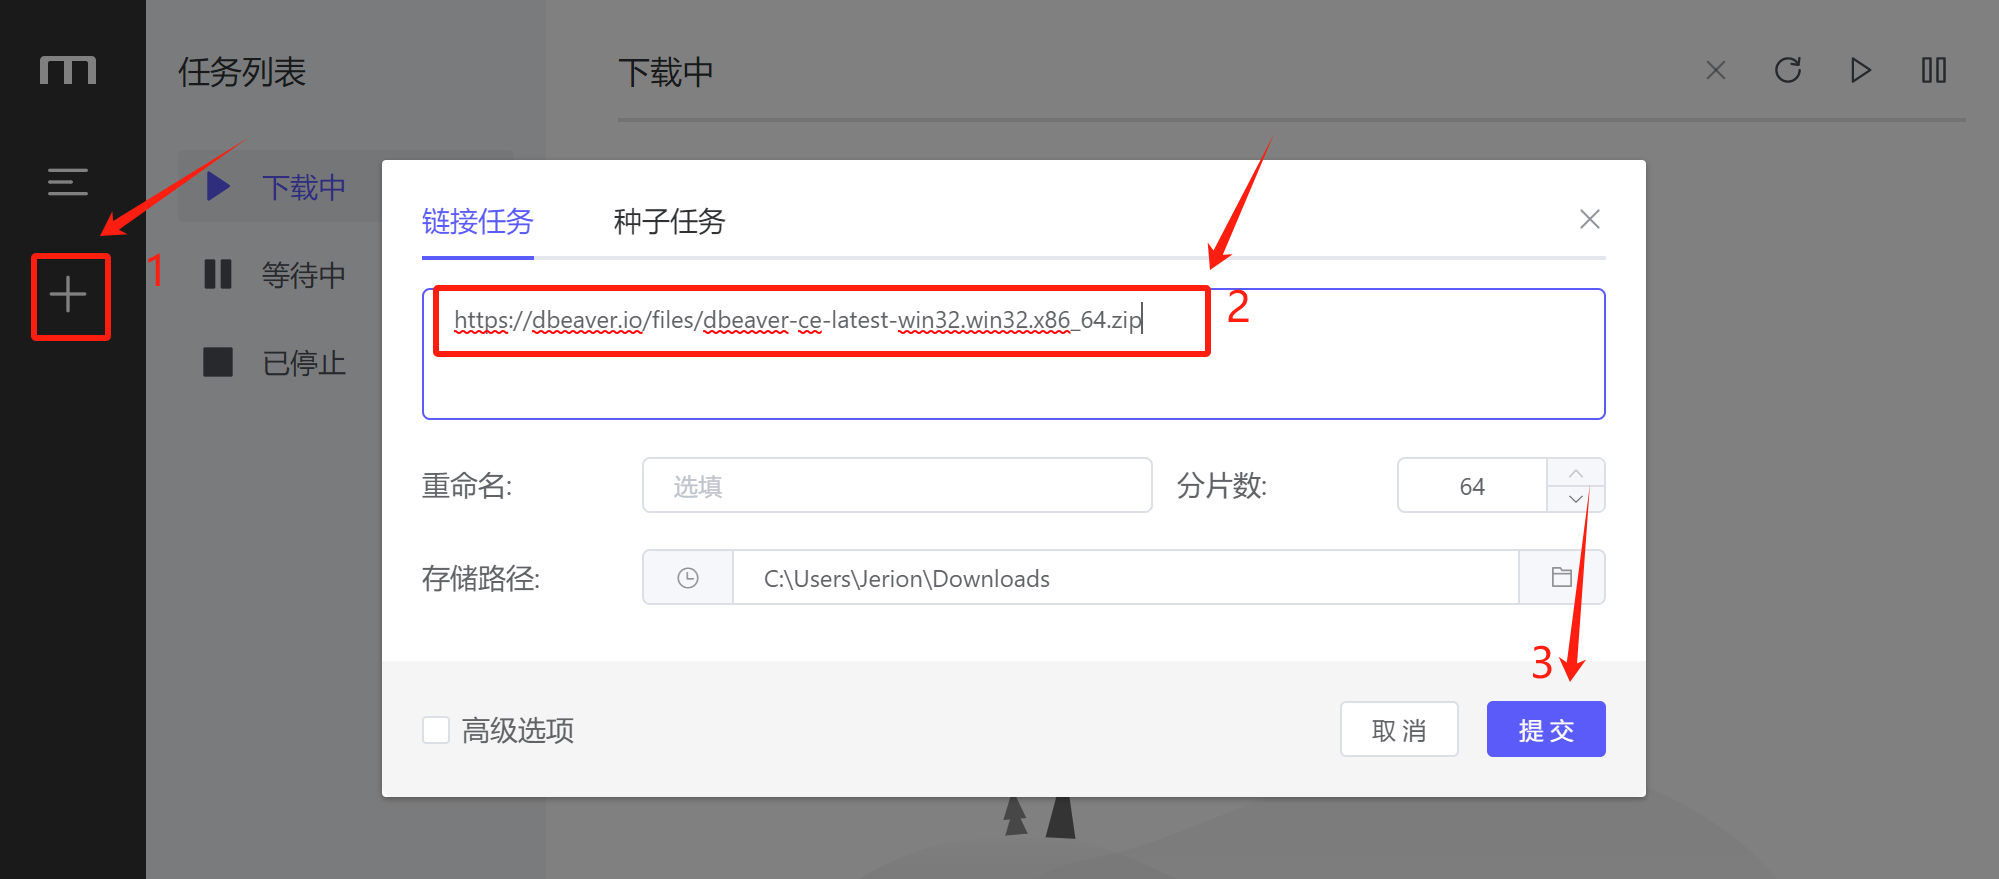 任务列表
下载中
等待中
已停止
下载中
1
链接任务
种子任务
https://dbeaver.io/files/dbeaver-ce-latest-win32.win32.x86_64.zip
2
重命名:
选填
分片数:
64
存储路径:
C:\Users\Jerion\Downloads
3
高级选项
取 消
提 交